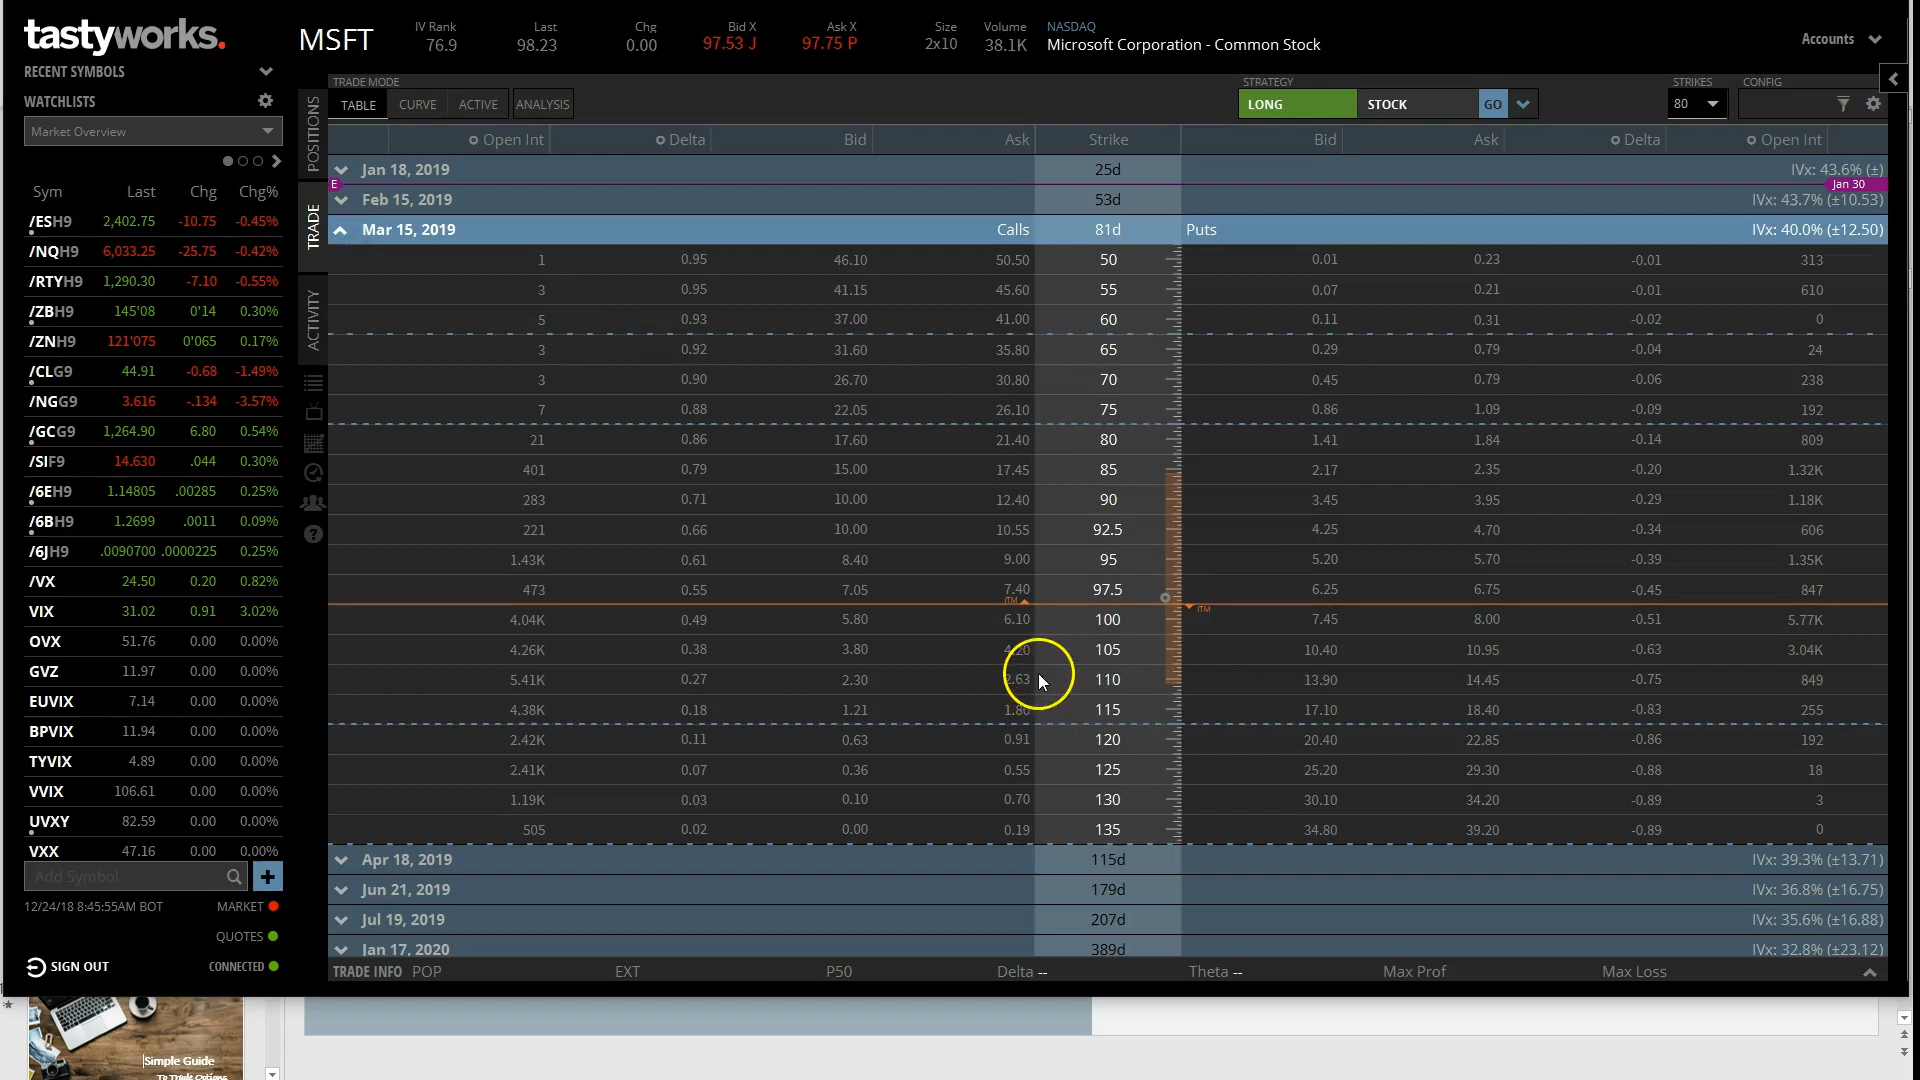 tastyworks.
RECENT SYMBOLS
WATCHLISTS
Market Overview
Sym Last Chg Chg%
/ESH9 2,402.75 -10.75 -0.45%
/NQH9 6,033.25 -25.75 -0.42%
/RTYH9 1,290.30 -7.10 -0.55%
/ZBH9 145'08 0'14 0.30%
/ZNH9 121'075 0'065 0.17%
/CLG9 44.91 -0.68 -1.49%
/NGG9 3.616 -.134 -3.57%
/GCG9 1,264.90 6.80 0.54%
/SIF9 14.630 .044 0.30%
/6EH9 1.14805 .00285 0.25%
/6BH9 1.2699 .0011 0.09%
/6JH9 .0090700 .0000225 0.25%
/VX 24.50 0.20 0.82%
VIX 31.02 0.91 3.02%
OVX 51.76 0.00 0.00%
GVZ 11.97 0.00 0.00%
EUVIX 7.14 0.00 0.00%
BPVIX 11.94 0.00 0.00%
TYVIX 4.89 0.00 0.00%
VVIX 106.61 0.00 0.00%
UVXY 82.59 0.00 0.00%
VXX 47.16 0.00 0.00%
Add Symbol
12/24/18 8:45:55AM BOT MARKET
QUOTES
SIGN OUT CONNECTED
POSITIONS
TRADE
ACTIVITY
MSFT
IV Rank Last Chg Bid X Ask X Size Volume NASDAQ
76.9 98.23 0.00 97.53 J 97.75 P 2x10 38.1K Microsoft Corporation - Common Stock
Accounts
TRADE MODE STRATEGY STRIKES CONFIG
TABLE CURVE ACTIVE ANALYSIS LONG STOCK GO 80
Open Int Delta Bid Ask Strike Bid Ask Delta Open Int
Jan 18, 2019 25d IVx: 43.6% (±)
E Jan 30
Feb 15, 2019 53d IVx: 43.7% (±10.53)
Mar 15, 2019 Calls 81d Puts IVx: 40.0% (±12.50)
1 0.95 46.10 50.50 50 0.01 0.23 -0.01 313
3 0.95 41.15 45.60 55 0.07 0.21 -0.01 610
5 0.93 37.00 41.00 60 0.11 0.31 -0.02 0
3 0.92 31.60 35.80 65 0.29 0.79 -0.04 24
3 0.90 26.70 30.80 70 0.45 0.79 -0.06 238
7 0.88 22.05 26.10 75 0.86 1.09 -0.09 192
21 0.86 17.60 21.40 80 1.41 1.84 -0.14 809
401 0.79 15.00 17.45 85 2.17 2.35 -0.20 1.32K
283 0.71 10.00 12.40 90 3.45 3.95 -0.29 1.18K
221 0.66 10.00 10.55 92.5 4.25 4.70 -0.34 606
1.43K 0.61 8.40 9.00 95 5.20 5.70 -0.39 1.35K
473 0.55 7.05 7.40 97.5 6.25 6.75 -0.45 847
ITM ITM
4.04K 0.49 5.80 6.10 100 7.45 8.00 -0.51 5.77K
4.26K 0.38 3.80 4.20 105 10.40 10.95 -0.63 3.04K
5.41K 0.27 2.30 2.63 110 13.90 14.45 -0.75 849
4.38K 0.18 1.21 1.80 115 17.10 18.40 -0.83 255
2.42K 0.11 0.63 0.91 120 20.40 22.85 -0.86 192
2.41K 0.07 0.36 0.55 125 25.20 29.30 -0.88 18
1.19K 0.03 0.10 0.70 130 30.10 34.20 -0.89 3
505 0.02 0.00 0.19 135 34.80 39.20 -0.89 0
Apr 18, 2019 115d IVx: 39.3% (±13.71)
Jun 21, 2019 179d IVx: 36.8% (±16.75)
Jul 19, 2019 207d IVx: 35.6% (±16.88)
Jan 17, 2020 389d IVx: 32.8% (±23.12)
TRADE INFO POP EXT P50 Delta -- Theta -- Max Prof Max Loss
Simple Guide
To Trade Options